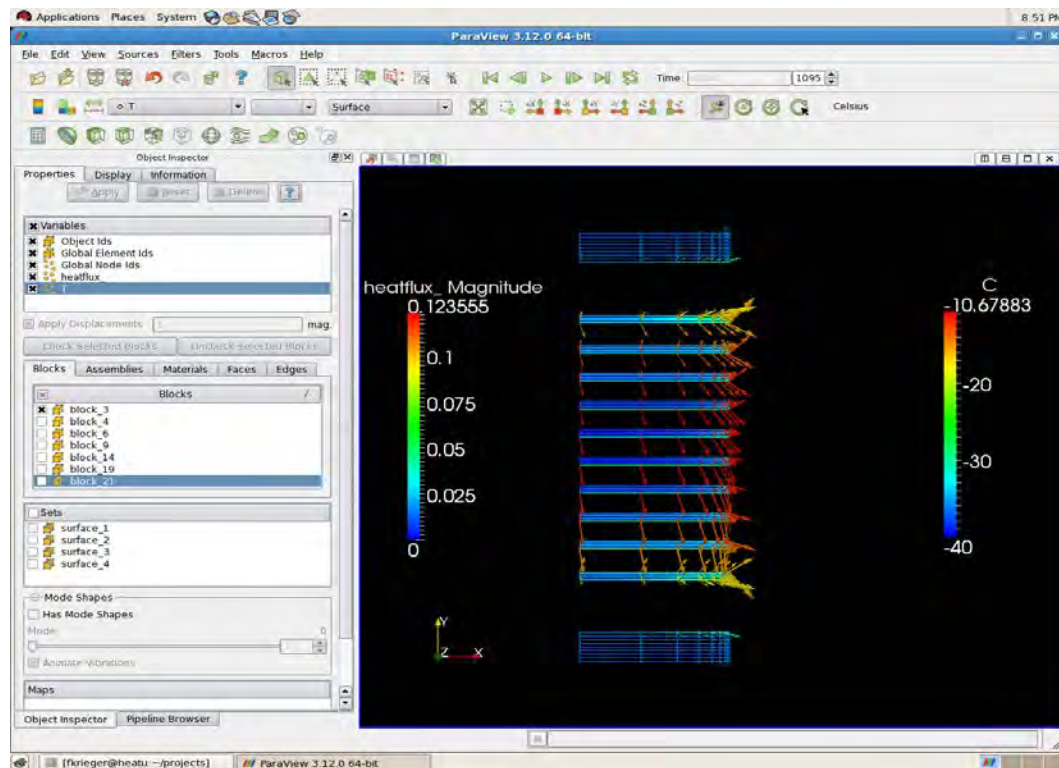 Applications Places System
8:51 PM
ParaView 3.12.0 64-bit
File Edit View Sources Filters Tools Macros Help
Time: 1095
T
Surface
Celsius
Object Inspector
Properties Display Information
Apply Reset Delete ?
Variables
Object Ids
Global Element Ids
Global Node Ids
heatflux_
T
Apply Displacements mag.
Check Selected Blocks Uncheck Selected Blocks
Blocks Assemblies Materials Faces Edges
Blocks /
block_3
block_4
block_6
block_9
block_14
block_19
block_21
Sets
surface_1
surface_2
surface_3
surface_4
Mode Shapes
Has Mode Shapes
Mode 0
Animate Vibrations
Maps
Object Inspector Pipeline Browser
heatflux_ Magnitude
0.123555
0.1
0.075
0.05
0.025
0
C
-10.67883
-20
-30
-40
Y
Z X
[fkrieger@heatu:~/projects] ParaView 3.12.0 64-bit